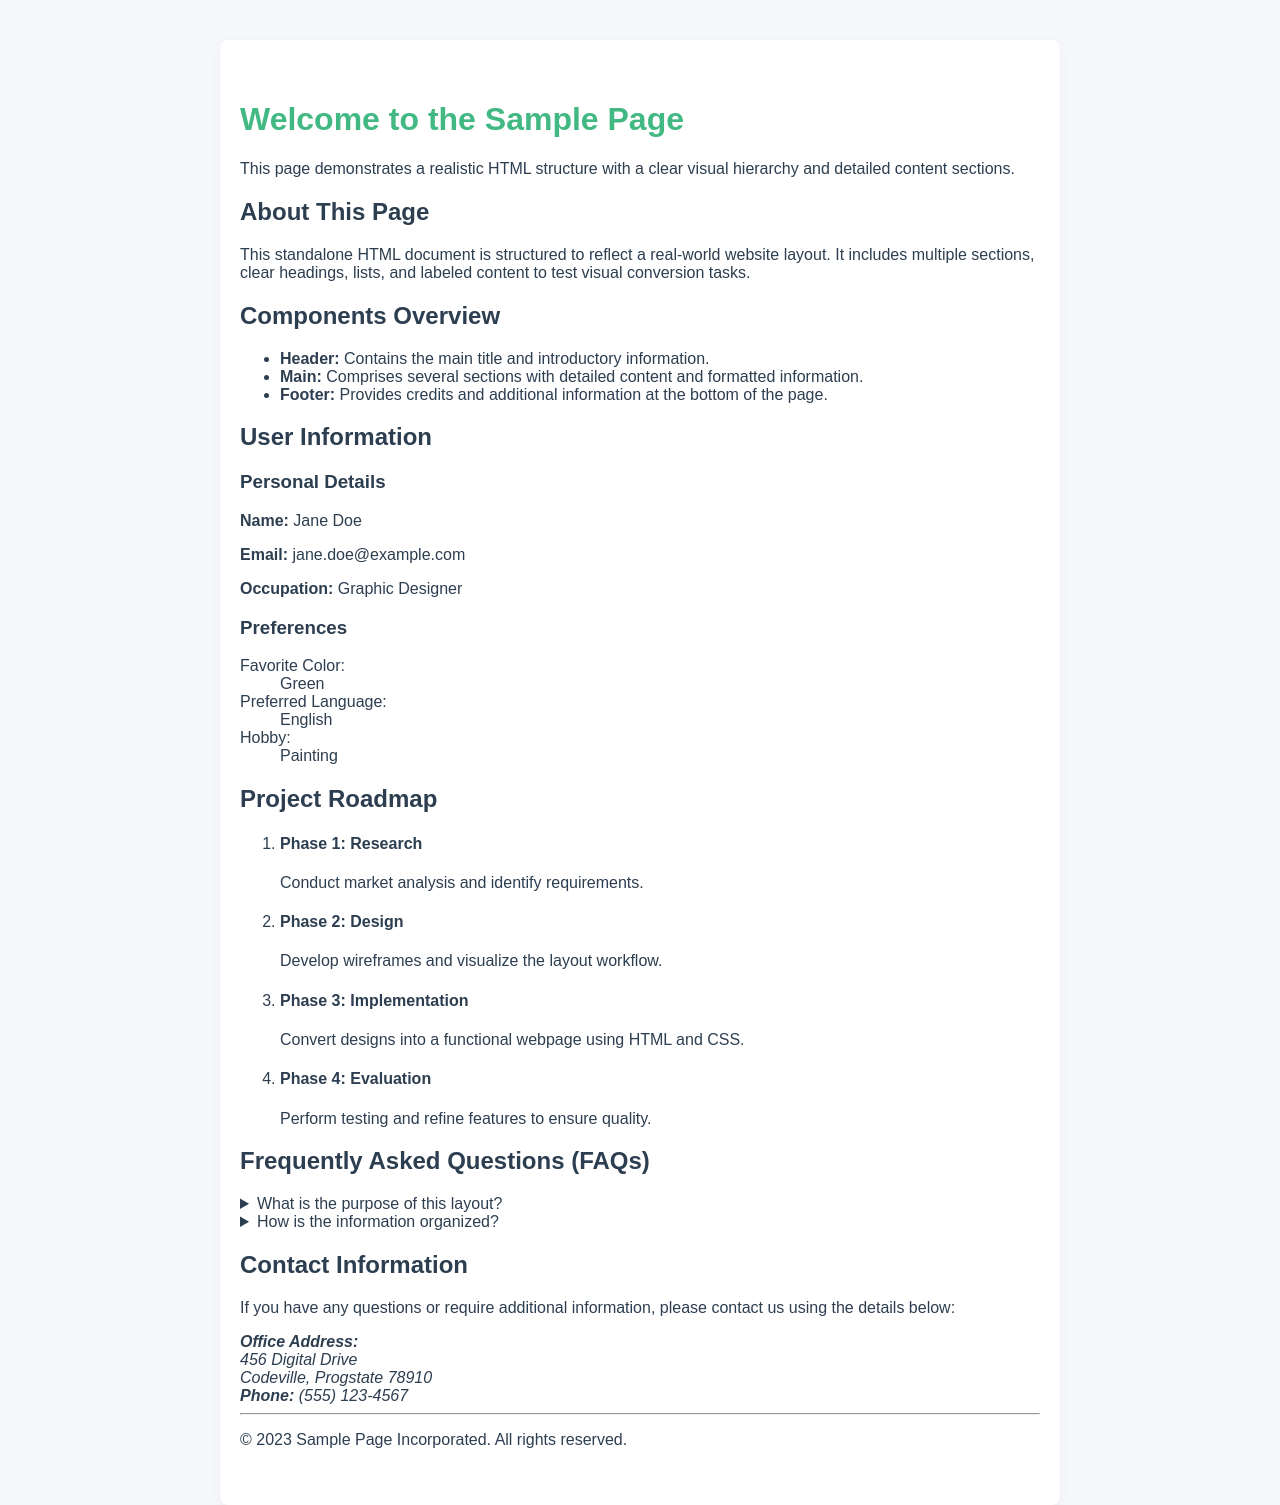 Welcome to the Sample Page
This page demonstrates a realistic HTML structure with a clear visual hierarchy and detailed content sections.
About This Page
This standalone HTML document is structured to reflect a real-world website layout. It includes multiple sections,
clear headings, lists, and labeled content to test visual conversion tasks.
Components Overview
• Header: Contains the main title and introductory information.
• Main: Comprises several sections with detailed content and formatted information.
• Footer: Provides credits and additional information at the bottom of the page.
User Information
Personal Details
Name: Jane Doe
Email: jane.doe@example.com
Occupation: Graphic Designer
Preferences
Favorite Color:
Green
Preferred Language:
English
Hobby:
Painting
Project Roadmap
1. Phase 1: Research
Conduct market analysis and identify requirements.
2. Phase 2: Design
Develop wireframes and visualize the layout workflow.
3. Phase 3: Implementation
Convert designs into a functional webpage using HTML and CSS.
4. Phase 4: Evaluation
Perform testing and refine features to ensure quality.
Frequently Asked Questions (FAQs)
▶ What is the purpose of this layout?
▶ How is the information organized?
Contact Information
If you have any questions or require additional information, please contact us using the details below:
Office Address:
456 Digital Drive
Codeville, Progstate 78910
Phone: (555) 123-4567
© 2023 Sample Page Incorporated. All rights reserved.